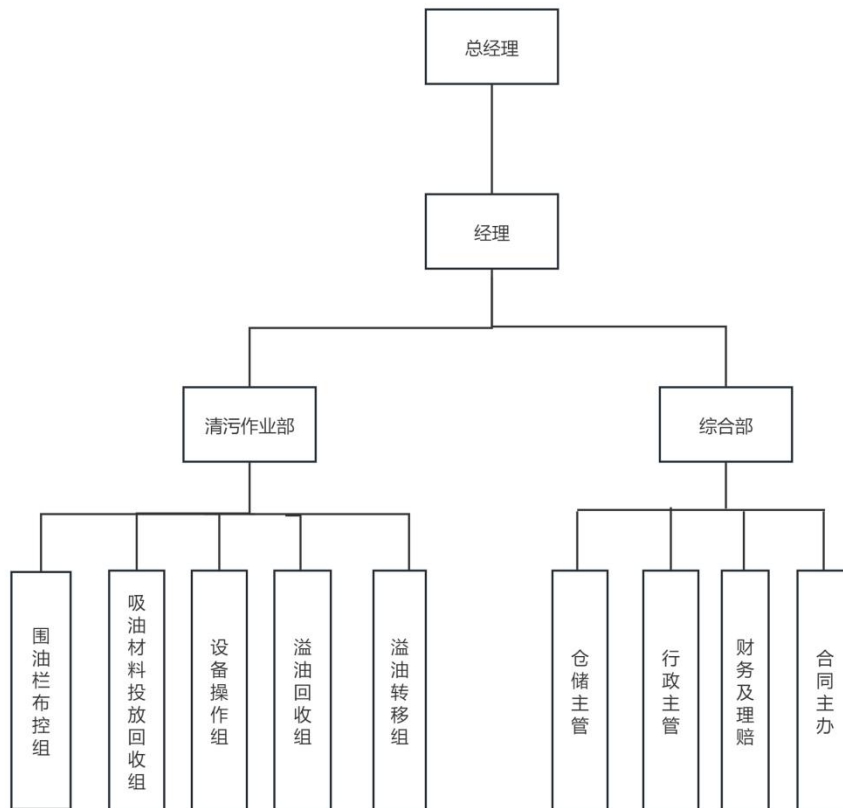 总经理
经理
清污作业部
综合部
围油栏布控组
吸油材料投放回收组
设备操作组
溢油回收组
溢油转移组
仓储主管
行政主管
财务及理赔
合同主办